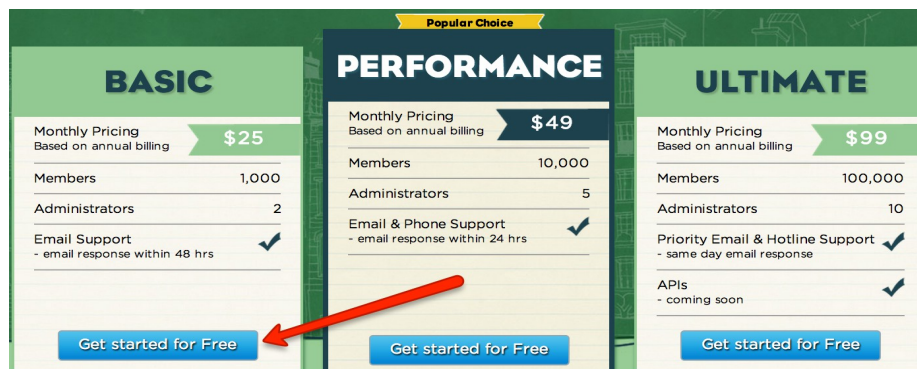 Popular Choice
BASIC
Monthly Pricing
Based on annual billing
$25
Members 1,000
Administrators 2
Email Support
- email response within 48 hrs
Get started for Free
PERFORMANCE
Monthly Pricing
Based on annual billing
$49
Members 10,000
Administrators 5
Email & Phone Support
- email response within 24 hrs
Get started for Free
ULTIMATE
Monthly Pricing
Based on annual billing
$99
Members 100,000
Administrators 10
Priority Email & Hotline Support
- same day email response
APIs
- coming soon
Get started for Free